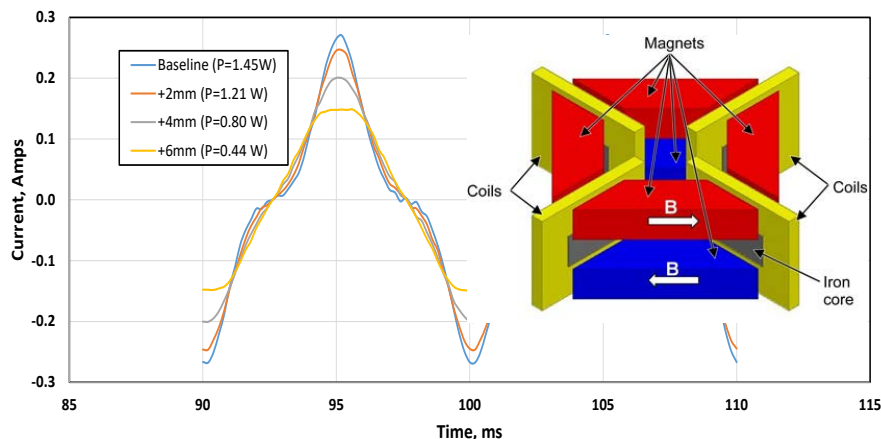 0.3
0.2
0.1
0.0
-0.1
-0.2
-0.3
Current, Amps
Baseline (P=1.45W)
+2mm (P=1.21 W)
+4mm (P=0.80 W)
+6mm (P=0.44 W)
Magnets
Coils
Coils
B
B
Iron
core
85
90
95
100
105
110
115
Time, ms